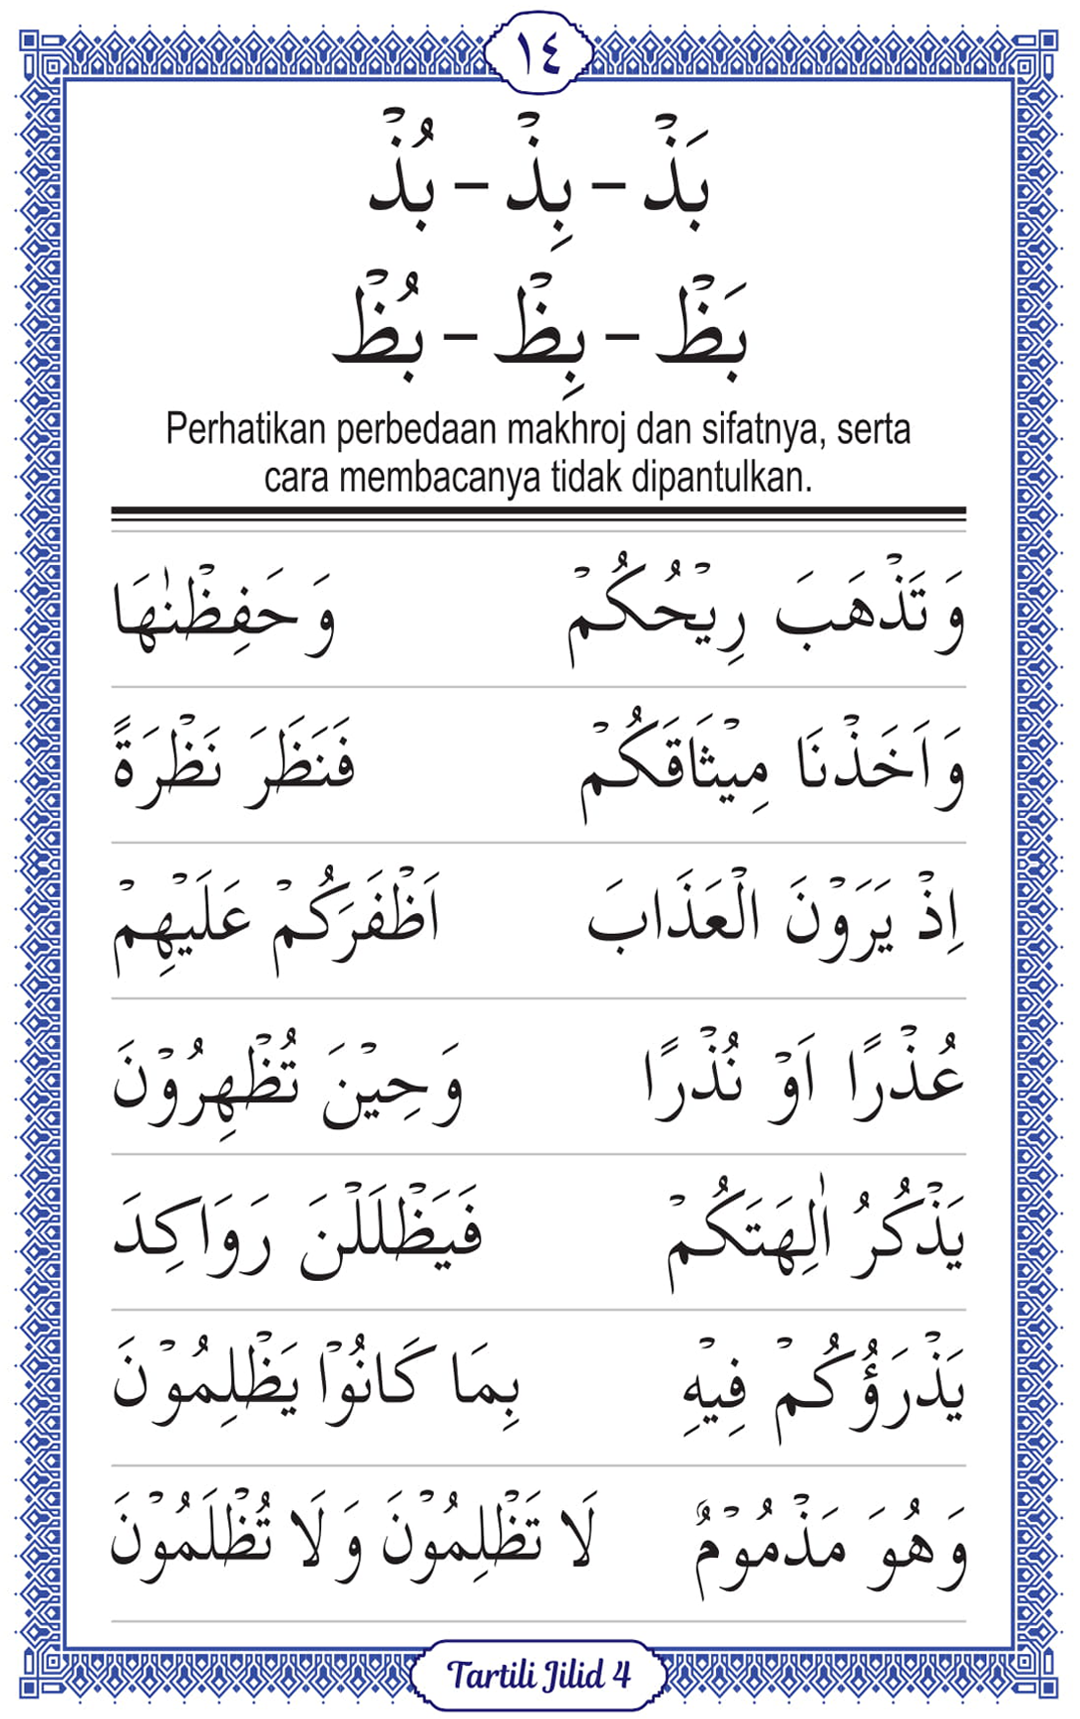 ١٤
بَذْ - بِذْ - بُذْ
بَظْ - بِظْ - بُظْ
Perhatikan perbedaan makhroj dan sifatnya, serta
cara membacanya tidak dipantulkan.
وَتَذْهَبَ رِيْحُكُمْ وَحَفِظْنٰهَا
وَاَخَذْنَا مِيْثَاقَكُمْ فَنَظَرَ نَظْرَةً
اِذْ يَرَوْنَ الْعَذَابَ اَظْفَرَكُمْ عَلَيْهِمْ
عُذْرًا اَوْ نُذْرًا وَحِيْنَ تُظْهِرُوْنَ
يَذْكُرُ اٰلِهَتَكُمْ فَيَظْلَلْنَ رَوَاكِدَ
يَذْرَؤُكُمْ فِيْهِ بِمَا كَانُوْا يَظْلِمُوْنَ
وَهُوَ مَذْمُوْمٌ لَا تَظْلِمُوْنَ وَلَا تُظْلَمُوْنَ
Tartili Jilid 4